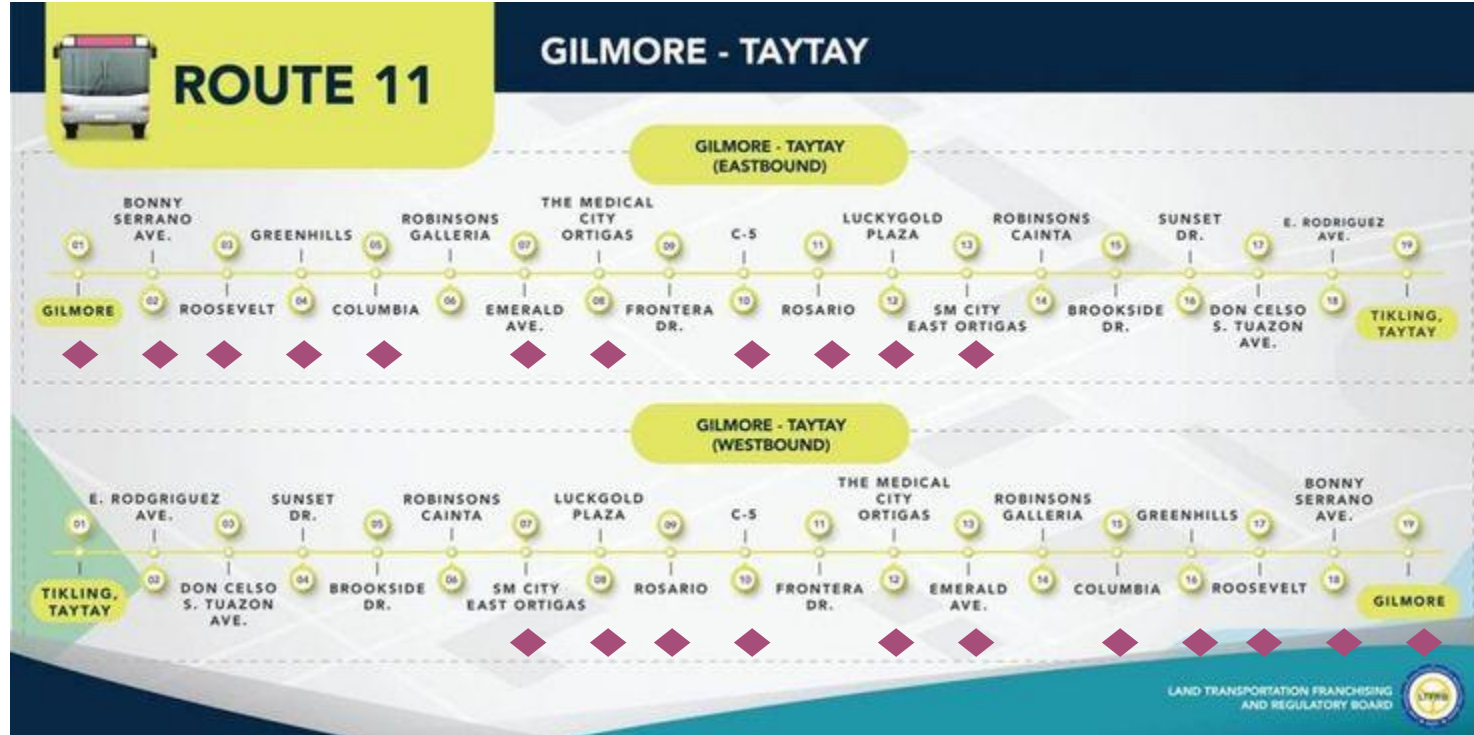 ROUTE 11
GILMORE - TAYTAY
GILMORE - TAYTAY
(EASTBOUND)
01
GILMORE
BONNY
SERRANO
AVE.
02
03
ROOSEVELT
GREENHILLS
04
05
COLUMBIA
ROBINSONS
GALLERIA
06
07
EMERALD
AVE.
THE MEDICAL
CITY
ORTIGAS
08
09
FRONTERA
DR.
C-5
10
11
ROSARIO
LUCKYGOLD
PLAZA
12
13
SM CITY
EAST ORTIGAS
ROBINSONS
CAINTA
14
15
BROOKSIDE
DR.
SUNSET
DR.
16
17
DON CELSO
S. TUAZON
AVE.
E. RODRIGUEZ
AVE.
18
19
TIKLING,
TAYTAY
GILMORE - TAYTAY
(WESTBOUND)
01
TIKLING,
TAYTAY
E. RODGRIGUEZ
AVE.
02
03
DON CELSO
S. TUAZON
AVE.
SUNSET
DR.
04
05
BROOKSIDE
DR.
ROBINSONS
CAINTA
06
07
SM CITY
EAST ORTIGAS
LUCKGOLD
PLAZA
08
09
ROSARIO
C-5
10
11
FRONTERA
DR.
THE MEDICAL
CITY
ORTIGAS
12
13
EMERALD
AVE.
ROBINSONS
GALLERIA
14
15
COLUMBIA
GREENHILLS
16
17
ROOSEVELT
BONNY
SERRANO
AVE.
18
19
GILMORE
LAND TRANSPORTATION FRANCHISING
AND REGULATORY BOARD
LTFRB